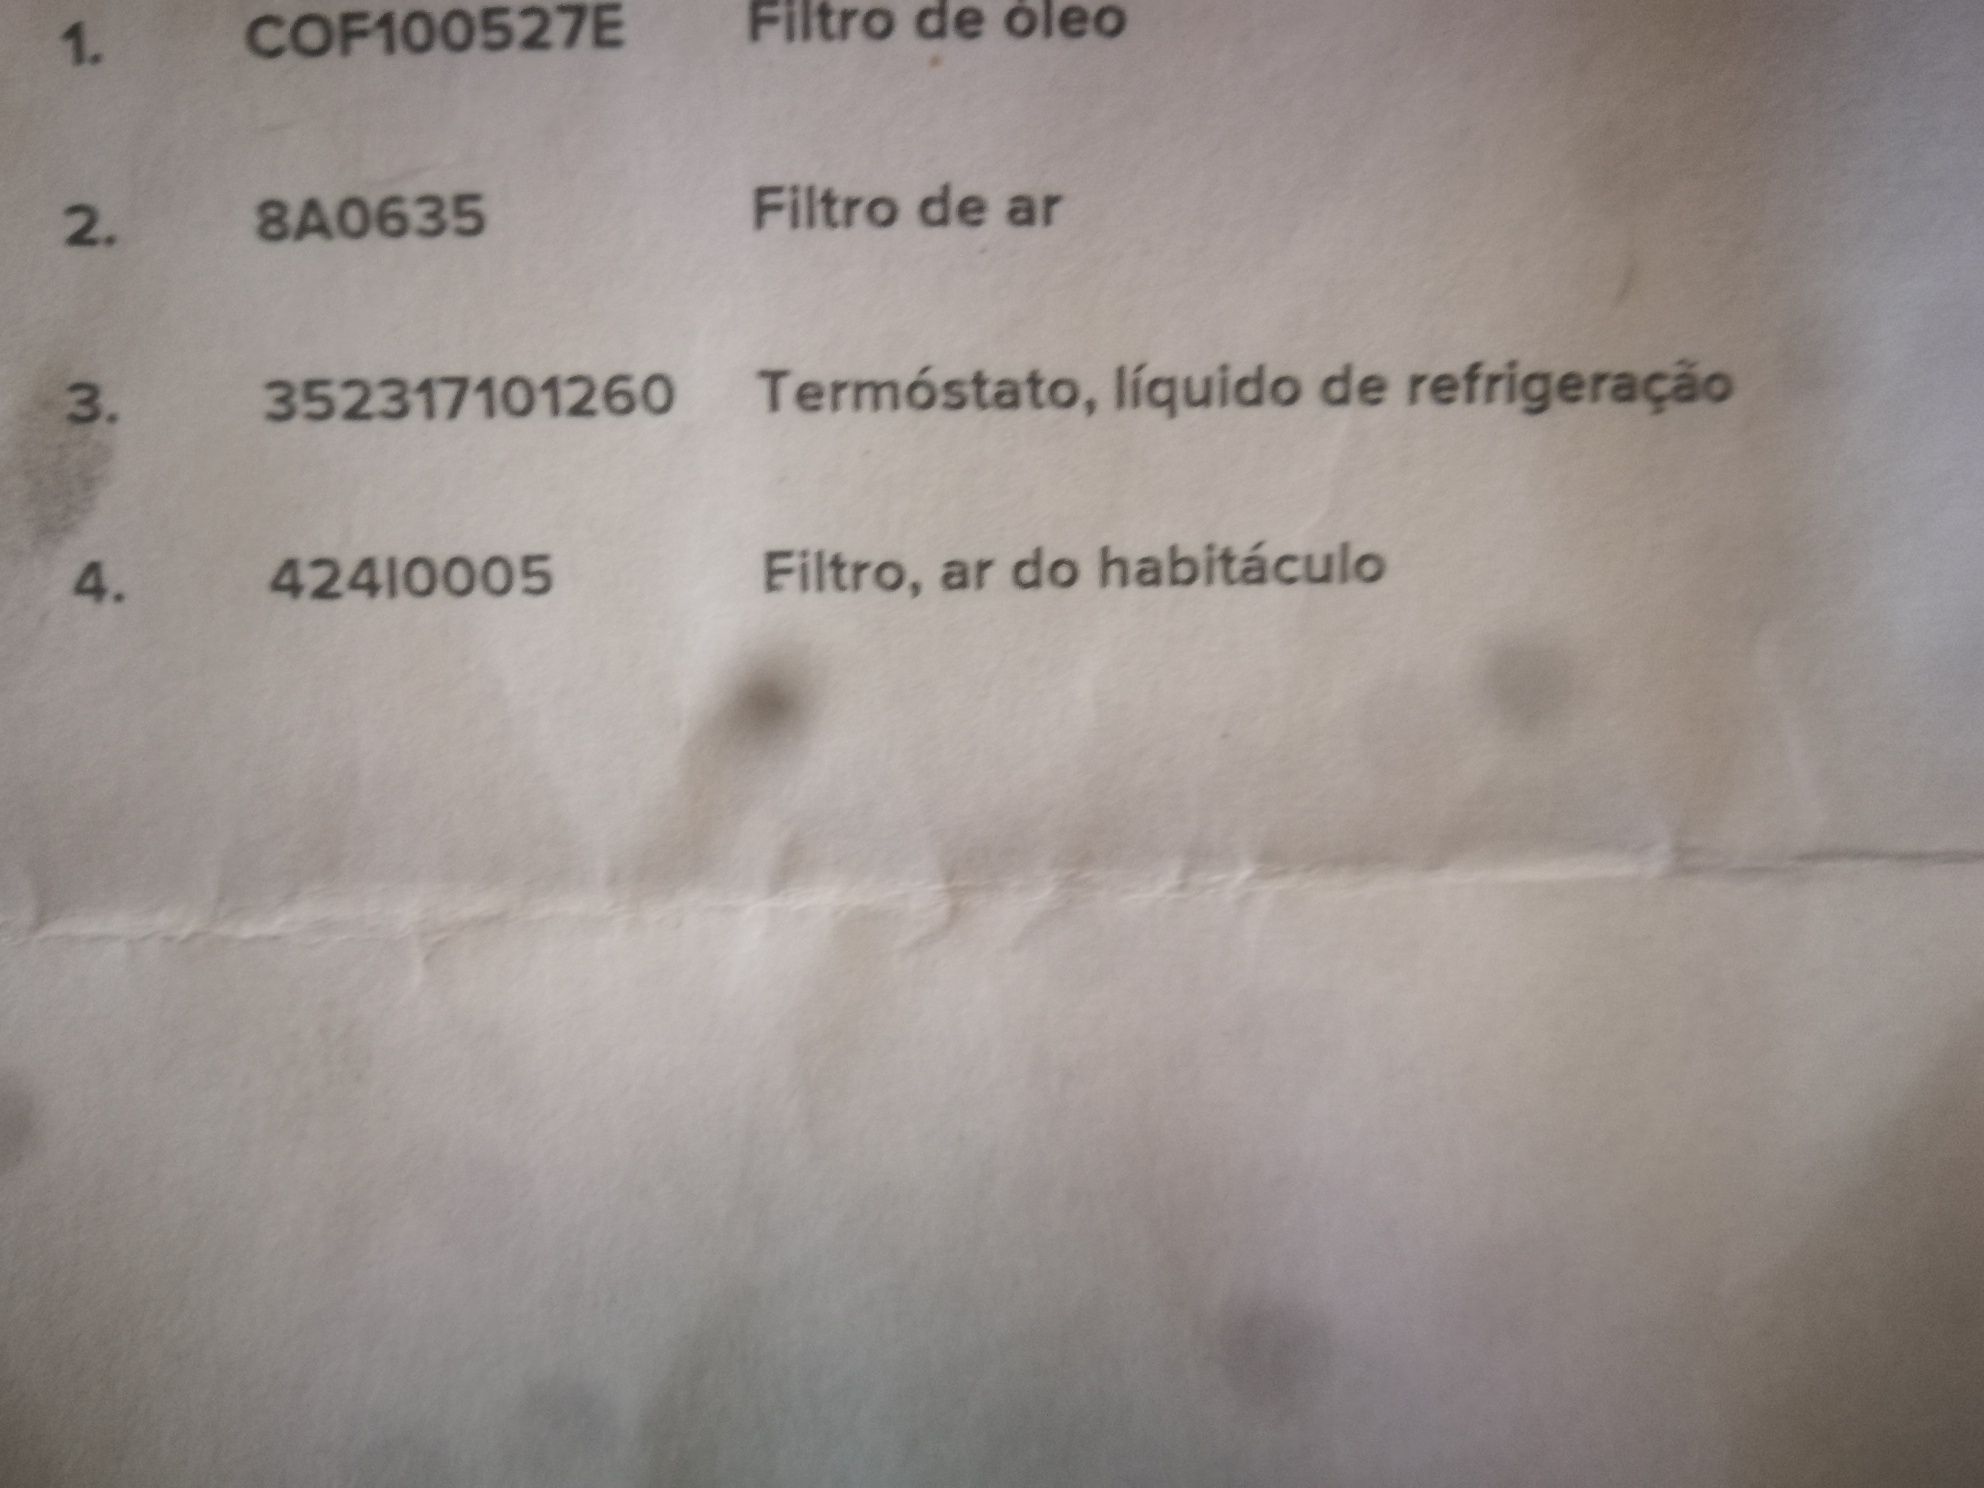 1. COF100527E Filtro de óleo
2. 8A0635 Filtro de ar
3. 352317101260 Termóstato, líquido de refrigeração
4. 424I0005 Filtro, ar do habitáculo